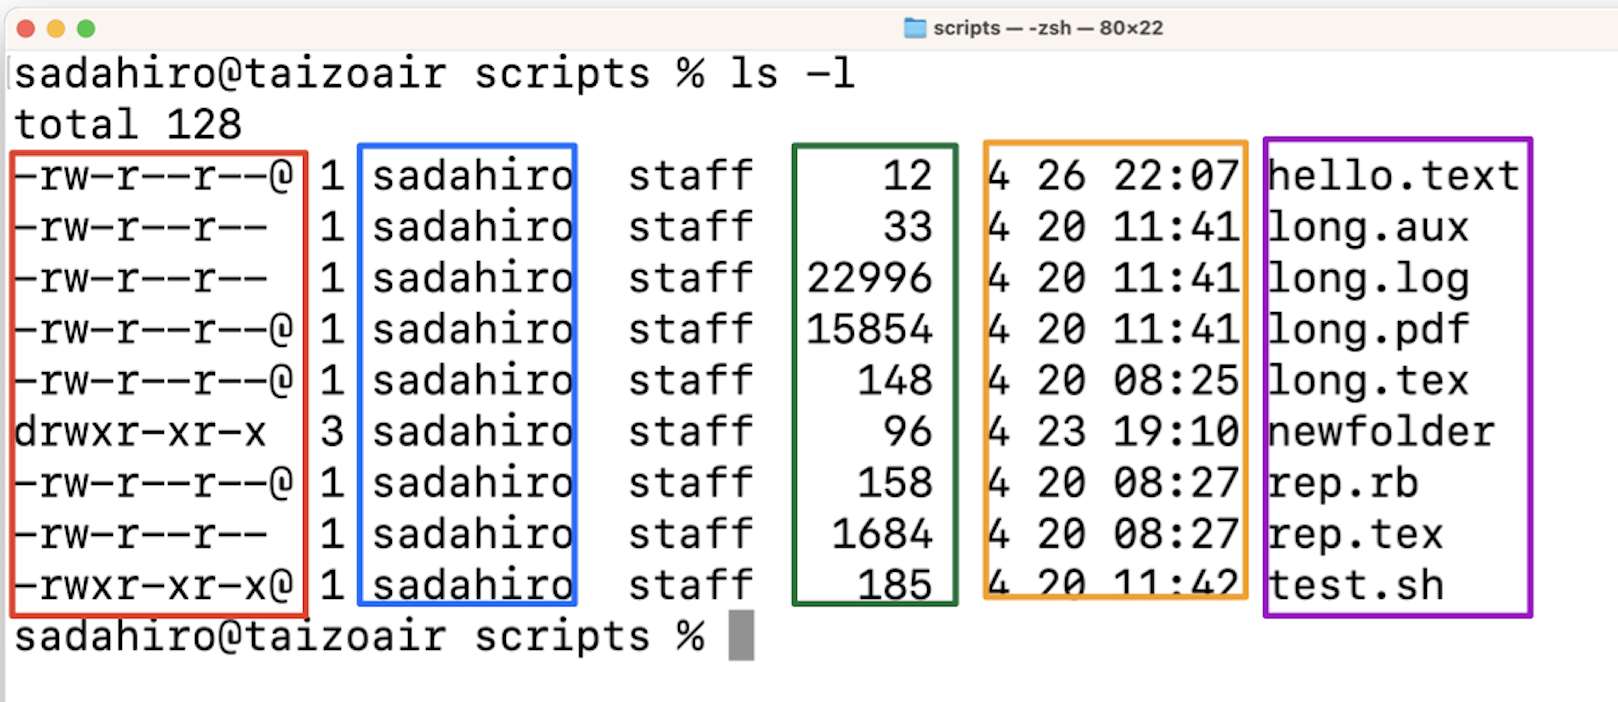 scripts — -zsh — 80×22
sadahiro@taizoair scripts % ls -l
total 128
-rw-r--r--@ 1 sadahiro  staff     12  4 26 22:07 hello.text
-rw-r--r--  1 sadahiro  staff     33  4 20 11:41 long.aux
-rw-r--r--  1 sadahiro  staff  22996  4 20 11:41 long.log
-rw-r--r--@ 1 sadahiro  staff  15854  4 20 11:41 long.pdf
-rw-r--r--@ 1 sadahiro  staff    148  4 20 08:25 long.tex
drwxr-xr-x  3 sadahiro  staff     96  4 23 19:10 newfolder
-rw-r--r--@ 1 sadahiro  staff    158  4 20 08:27 rep.rb
-rw-r--r--  1 sadahiro  staff   1684  4 20 08:27 rep.tex
-rwxr-xr-x@ 1 sadahiro  staff    185  4 20 11:42 test.sh
sadahiro@taizoair scripts %